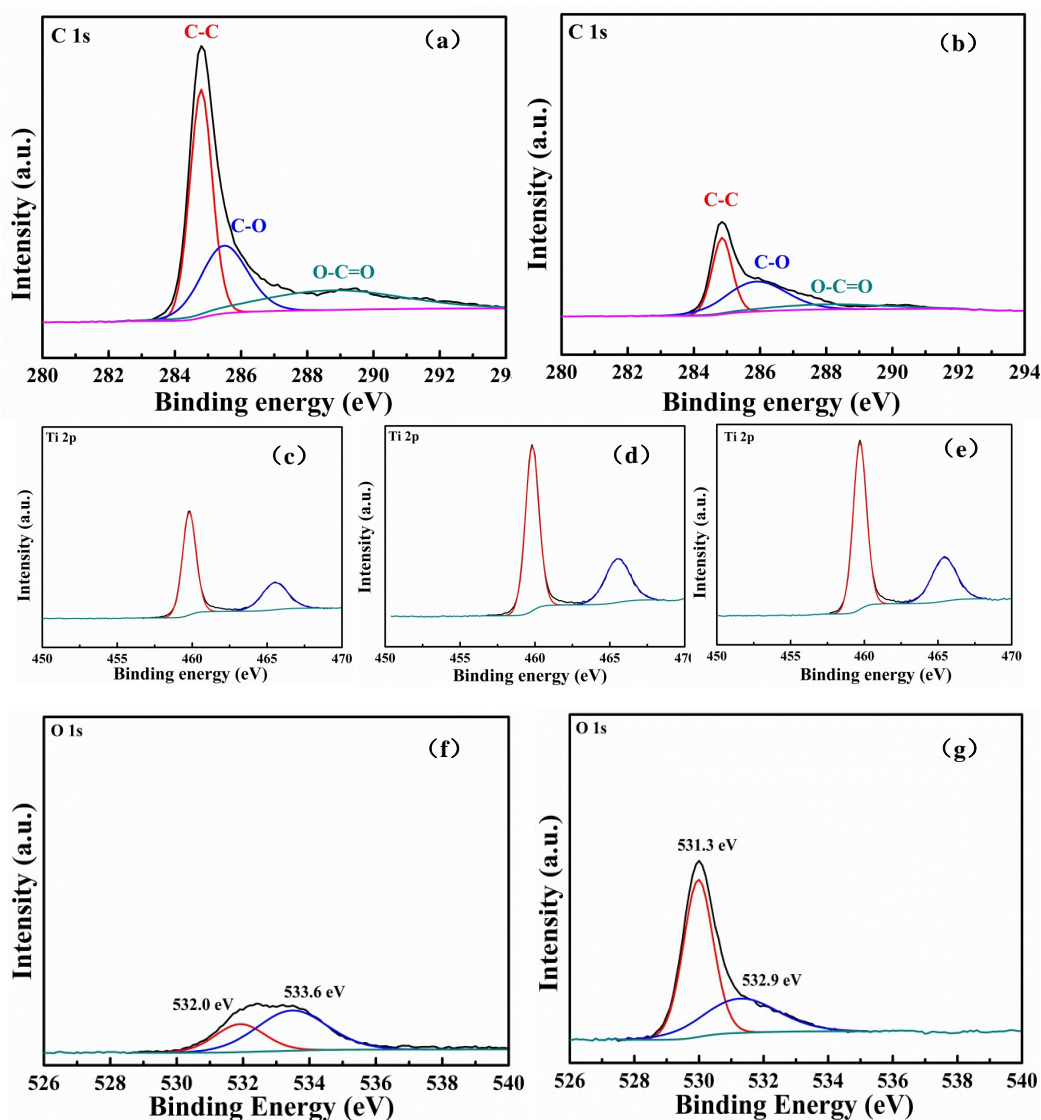 C 1s
C-C
(a)
C-O
O-C=O
Intensity (a.u.)
280 282 284 286 288 290 292 29
Binding energy (eV)
C 1s
(b)
C-C
C-O
O-C=O
Intensity (a.u.)
280 282 284 286 288 290 292 294
Binding energy (eV)
Ti 2p
(c)
Intensity (a.u.)
450 455 460 465 470
Binding energy (eV)
Ti 2p
(d)
Intensity (a.u.)
450 455 460 465 470
Binding energy (eV)
Ti 2p
(e)
Intensity (a.u.)
450 455 460 465 470
Binding energy (eV)
O 1s
(f)
532.0 eV
533.6 eV
Intensity (a.u.)
526 528 530 532 534 536 538 540
Binding Energy (eV)
O 1s
(g)
531.3 eV
532.9 eV
Intensity (a.u.)
526 528 530 532 534 536 538 540
Binding Energy (eV)